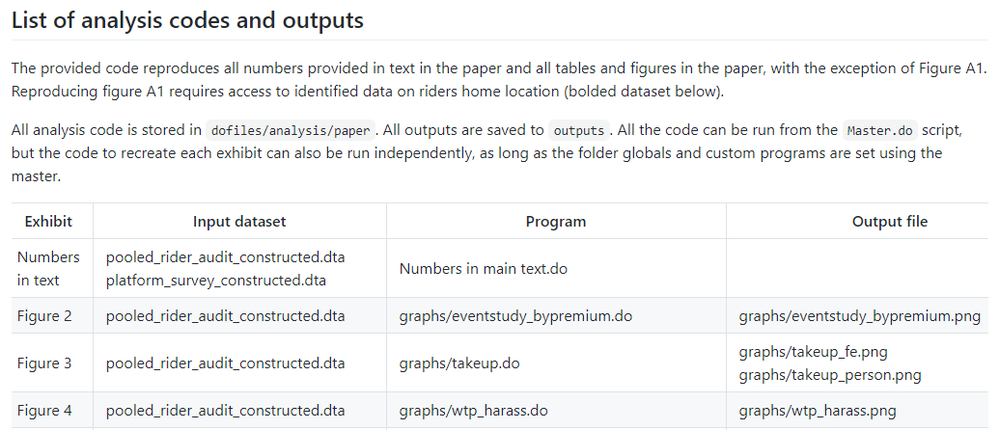 List of analysis codes and outputs
The provided code reproduces all numbers provided in text in the paper and all tables and figures in the paper, with the exception of Figure A1.
Reproducing figure A1 requires access to identified data on riders home location (bolded dataset below).
All analysis code is stored in dofiles/analysis/paper. All outputs are saved to outputs. All the code can be run from the Master.do script,
but the code to recreate each exhibit can also be run independently, as long as the folder globals and custom programs are set using the
master.
Exhibit Input dataset Program Output file
Numbers in text pooled_rider_audit_constructed.dta platform_survey_constructed.dta Numbers in main text.do
Figure 2 pooled_rider_audit_constructed.dta graphs/eventstudy_bypremium.do graphs/eventstudy_bypremium.png
Figure 3 pooled_rider_audit_constructed.dta graphs/takeup.do graphs/takeup_fe.png graphs/takeup_person.png
Figure 4 pooled_rider_audit_constructed.dta graphs/wtp_harass.do graphs/wtp_harass.png